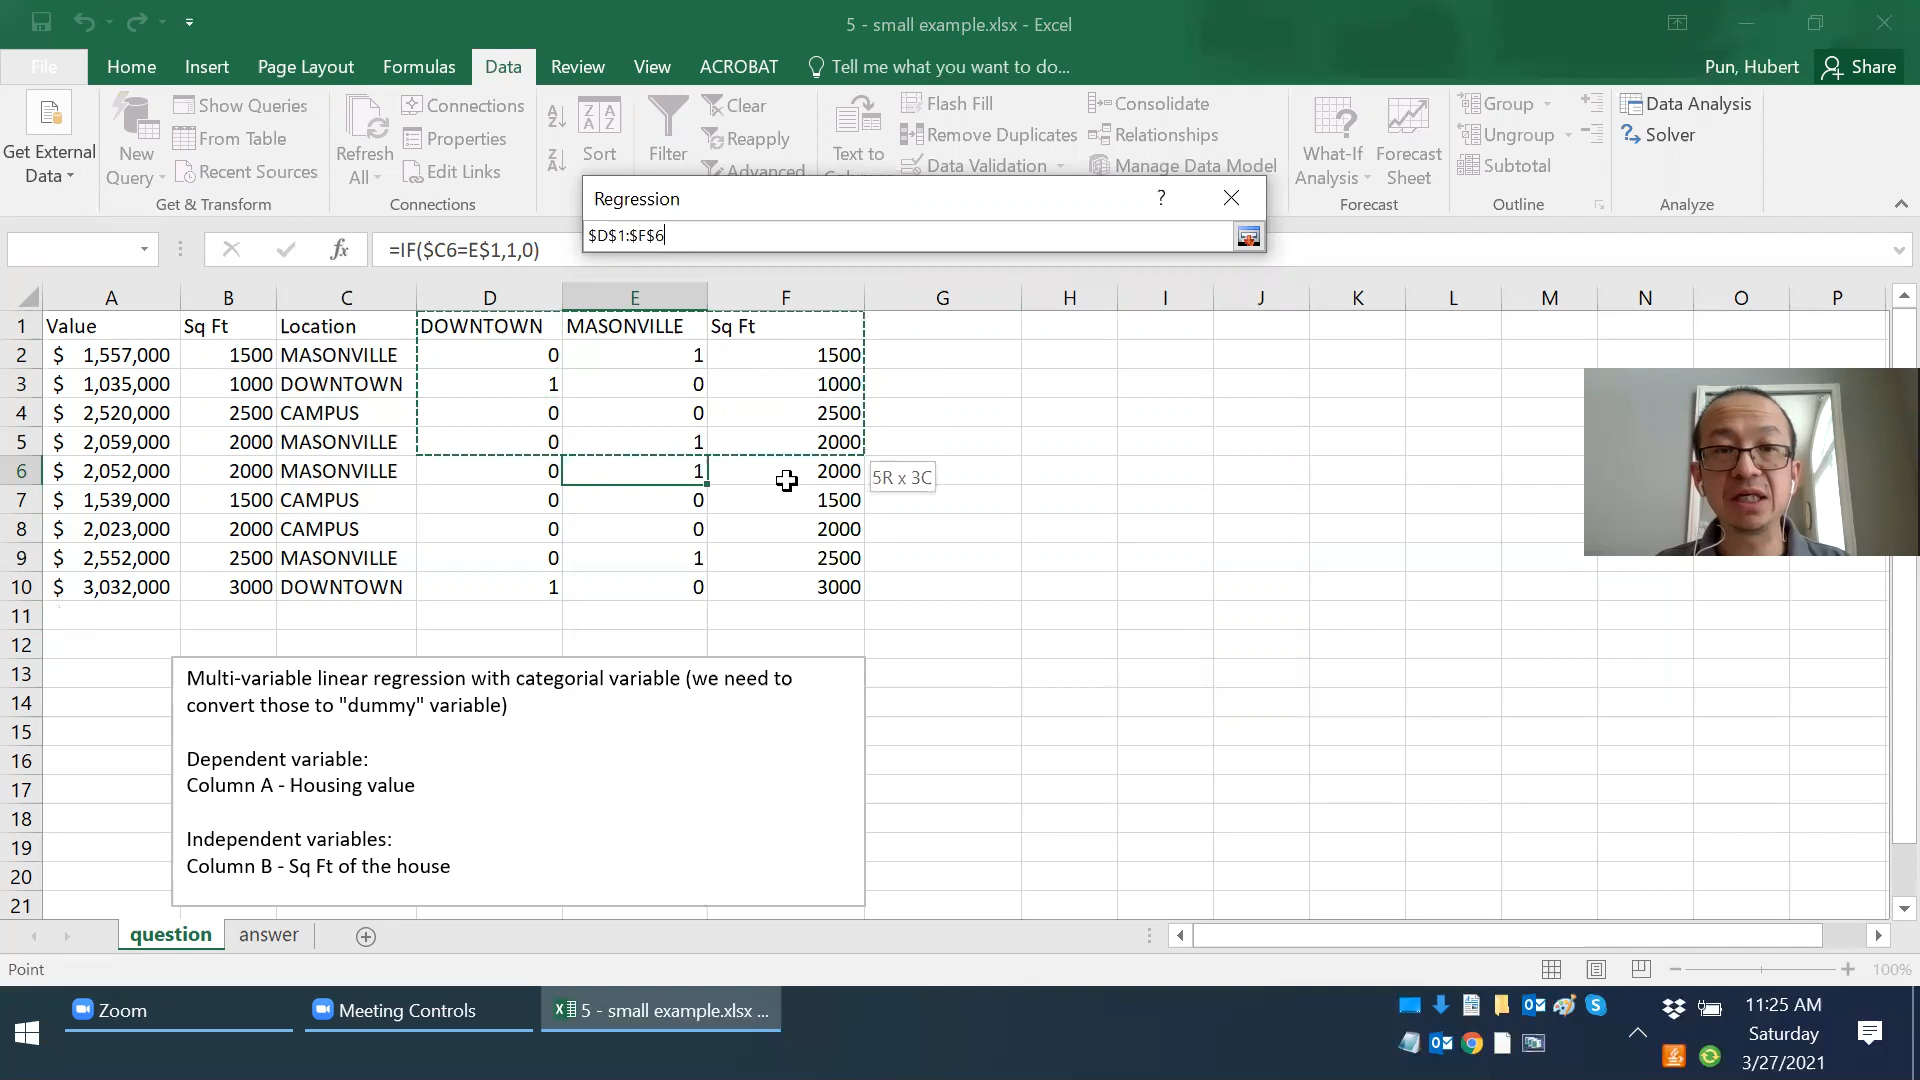 5 - small example.xlsx - Excel
File Home Insert Page Layout Formulas Data Review View ACROBAT Tell me what you want to do... Pun, Hubert Share
Get External Data
New Query
Show Queries
From Table
Recent Sources
Get & Transform
Refresh All
Connections
Properties
Edit Links
Connections
Sort
Filter
Clear
Reapply
Advanced
Text to
Flash Fill
Remove Duplicates
Data Validation
Consolidate
Relationships
Manage Data Model
What-If Analysis
Forecast Sheet
Forecast
Group
Ungroup
Subtotal
Outline
Data Analysis
Solver
Analyze
Regression ?
$D$1:$F$6
fx =IF($C6=E$1,1,0)
A B C D E F G H I J K L M N O P
1 Value Sq Ft Location DOWNTOWN MASONVILLE Sq Ft
2 $ 1,557,000 1500 MASONVILLE 0 1 1500
3 $ 1,035,000 1000 DOWNTOWN 1 0 1000
4 $ 2,520,000 2500 CAMPUS 0 0 2500
5 $ 2,059,000 2000 MASONVILLE 0 1 2000
6 $ 2,052,000 2000 MASONVILLE 0 1 2000 5R x 3C
7 $ 1,539,000 1500 CAMPUS 0 0 1500
8 $ 2,023,000 2000 CAMPUS 0 0 2000
9 $ 2,552,000 2500 MASONVILLE 0 1 2500
10 $ 3,032,000 3000 DOWNTOWN 1 0 3000
11
12
13
14
15
16
17
18
19
20
21
Multi-variable linear regression with categorial variable (we need to
convert those to "dummy" variable)
Dependent variable:
Column A - Housing value
Independent variables:
Column B - Sq Ft of the house
question answer
Point 100%
Zoom Meeting Controls 5 - small example.xlsx ...
11:25 AM
Saturday
3/27/2021